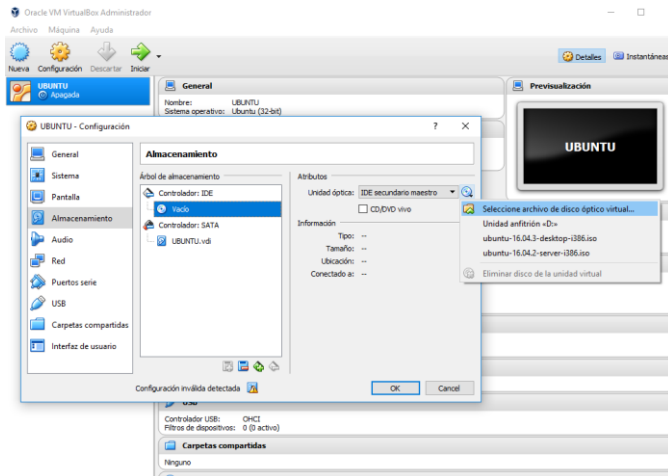 Oracle VM VirtualBox Administrador
Archivo Máquina Ayuda
Nueva Configuración Descartar Iniciar
Detalles Instantáneas
UBUNTU
Apagada
General
Nombre: UBUNTU
Sistema operativo: Ubuntu (32-bit)
Previsualización
UBUNTU
UBUNTU - Configuración
General
Sistema
Pantalla
Almacenamiento
Audio
Red
Puertos serie
USB
Carpetas compartidas
Interfaz de usuario
Almacenamiento
Árbol de almacenamiento
Controlador: IDE
Vacío
Controlador: SATA
UBUNTU.vdi
Atributos
Unidad óptica: IDE secundario maestro
CD/DVD vivo
Información
Tipo: --
Tamaño: --
Ubicación: --
Conectado a: --
Seleccione archivo de disco óptico virtual...
Unidad anfitrión «D:»
ubuntu-16.04.3-desktop-i386.iso
ubuntu-16.04.2-server-i386.iso
Eliminar disco de la unidad virtual
Configuración inválida detectada
OK Cancel
USB
Controlador USB: OHCI
Filtros de dispositivos: 0 (0 activo)
Carpetas compartidas
Ninguno